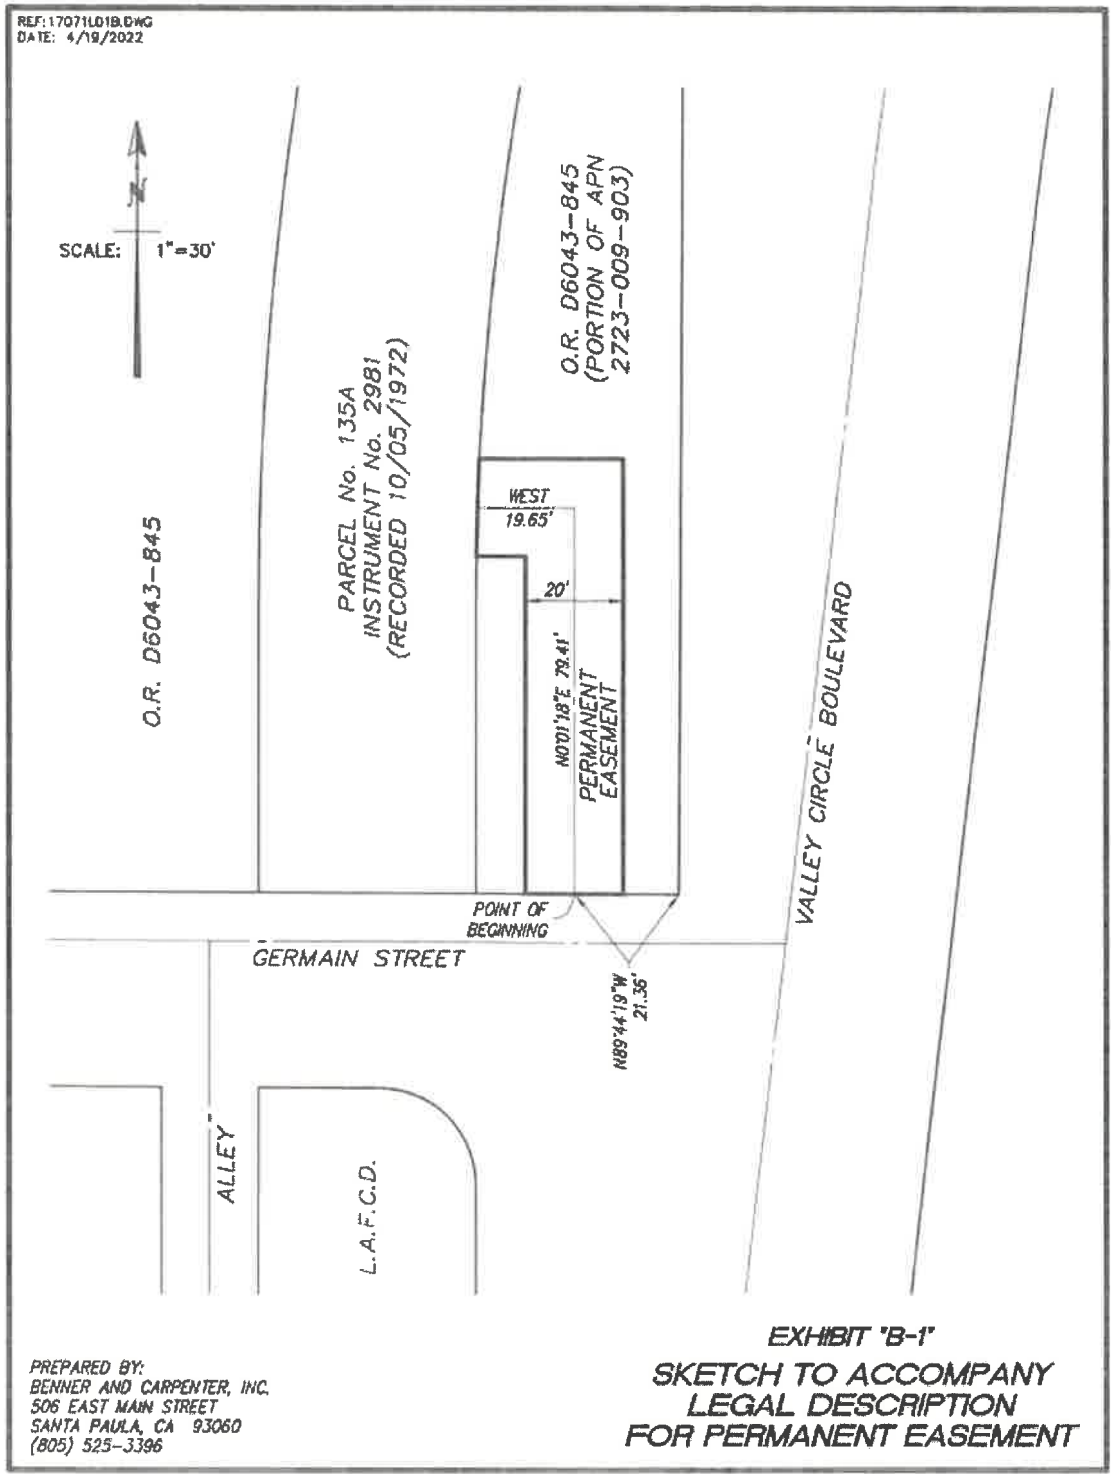 REF:17071L01B.DWG
DATE: 4/19/2022
N
SCALE: 1"=30'
O.R. D6043-845
(PORTION OF APN
2723-009-903)
PARCEL No. 135A
INSTRUMENT No. 2981
(RECORDED 10/05/1972)
O.R. D6043-845
WEST
19.65'
20'
N0°01'18"E 79.41'
PERMANENT
EASEMENT
VALLEY CIRCLE BOULEVARD
POINT OF
BEGINNING
GERMAIN STREET
N89°44'19"W
21.36'
ALLEY
L.A.F.C.D.
EXHIBIT "B-1"
SKETCH TO ACCOMPANY
LEGAL DESCRIPTION
FOR PERMANENT EASEMENT
PREPARED BY:
BENNER AND CARPENTER, INC.
506 EAST MAIN STREET
SANTA PAULA, CA 93060
(805) 525-3396